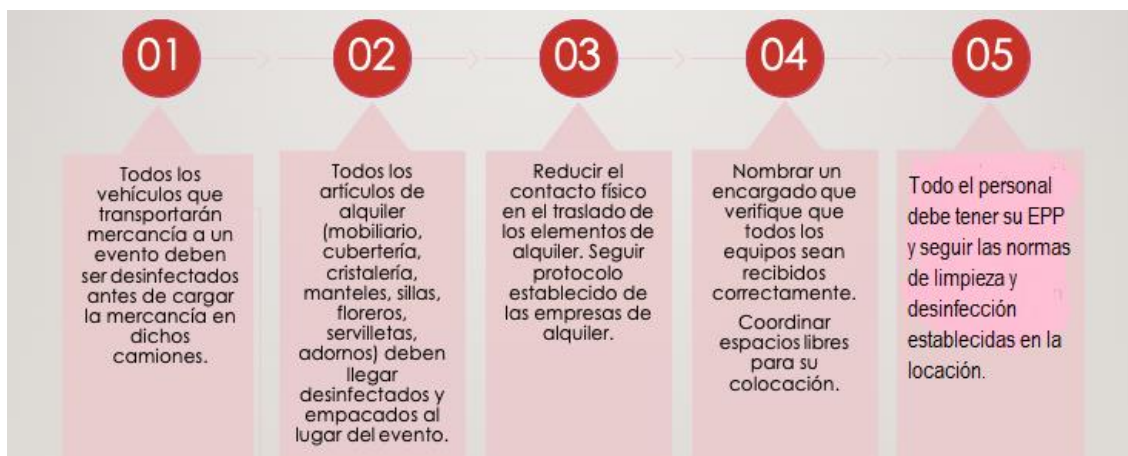 01
Todos los
vehículos que
transportarán
mercancía a un
evento deben
ser desinfectados
antes de cargar
la mercancía en
dichos
camiones.
02
Todos los
artículos de
alquiler
(mobiliario,
cubertería,
cristalería,
manteles, sillas,
floreros,
servilletas,
adornos) deben
llegar
desinfectados y
empacados al
lugar del evento.
03
Reducir el
contacto físico
en el traslado de
los elementos de
alquiler. Seguir
protocolo
establecido de
las empresas de
alquiler.
04
Nombrar un
encargado que
verifique que
todos los
equipos sean
recibidos
correctamente.
Coordinar
espacios libres
para su
colocación.
05
Todo el personal
debe tener su EPP
y seguir las normas
de limpieza y
desinfección
establecidas en la
locación.